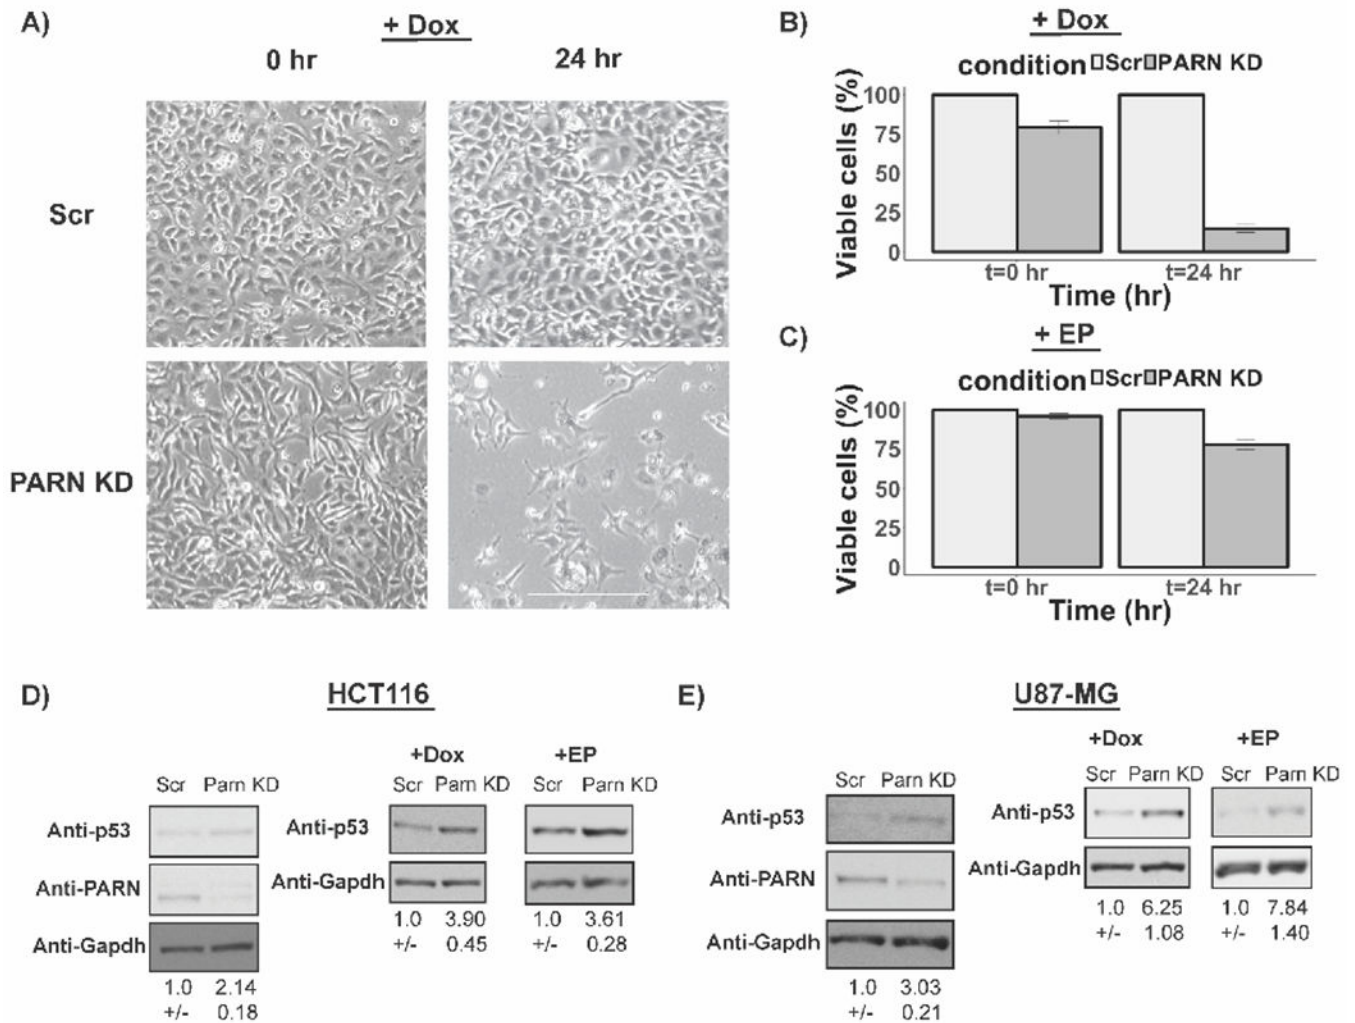 A)
+ Dox
0 hr
24 hr
Scr
PARN KD
B)
+ Dox
condition Scr PARN KD
Viable cells (%)
100
75
50
25
0
t=0 hr
t=24 hr
Time (hr)
C)
+ EP
condition Scr PARN KD
Viable cells (%)
100
75
50
25
0
t=0 hr
t=24 hr
Time (hr)
D)
HCT116
Scr Parn KD
Anti-p53
Anti-PARN
Anti-Gapdh
1.0 2.14
+/- 0.18
+Dox
+EP
Scr Parn KD
Scr Parn KD
Anti-p53
Anti-Gapdh
1.0 3.90
+/- 0.45
1.0 3.61
+/- 0.28
E)
U87-MG
Scr Parn KD
Anti-p53
Anti-PARN
Anti-Gapdh
1.0 3.03
+/- 0.21
+Dox
+EP
Scr Parn KD
Scr Parn KD
Anti-p53
Anti-Gapdh
1.0 6.25
+/- 1.08
1.0 7.84
+/- 1.40